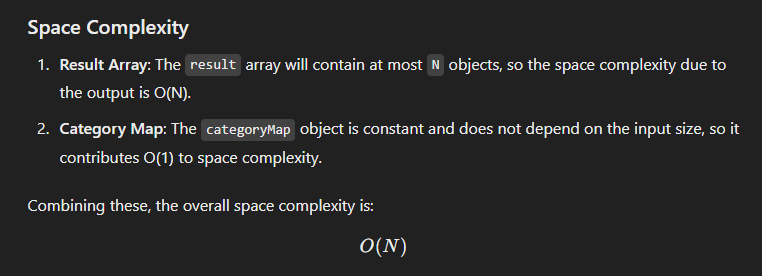 Space Complexity
1. Result Array: The result array will contain at most N objects, so the space complexity due to
the output is O(N).
2. Category Map: The categoryMap object is constant and does not depend on the input size, so it
contributes O(1) to space complexity.
Combining these, the overall space complexity is:
O(N)